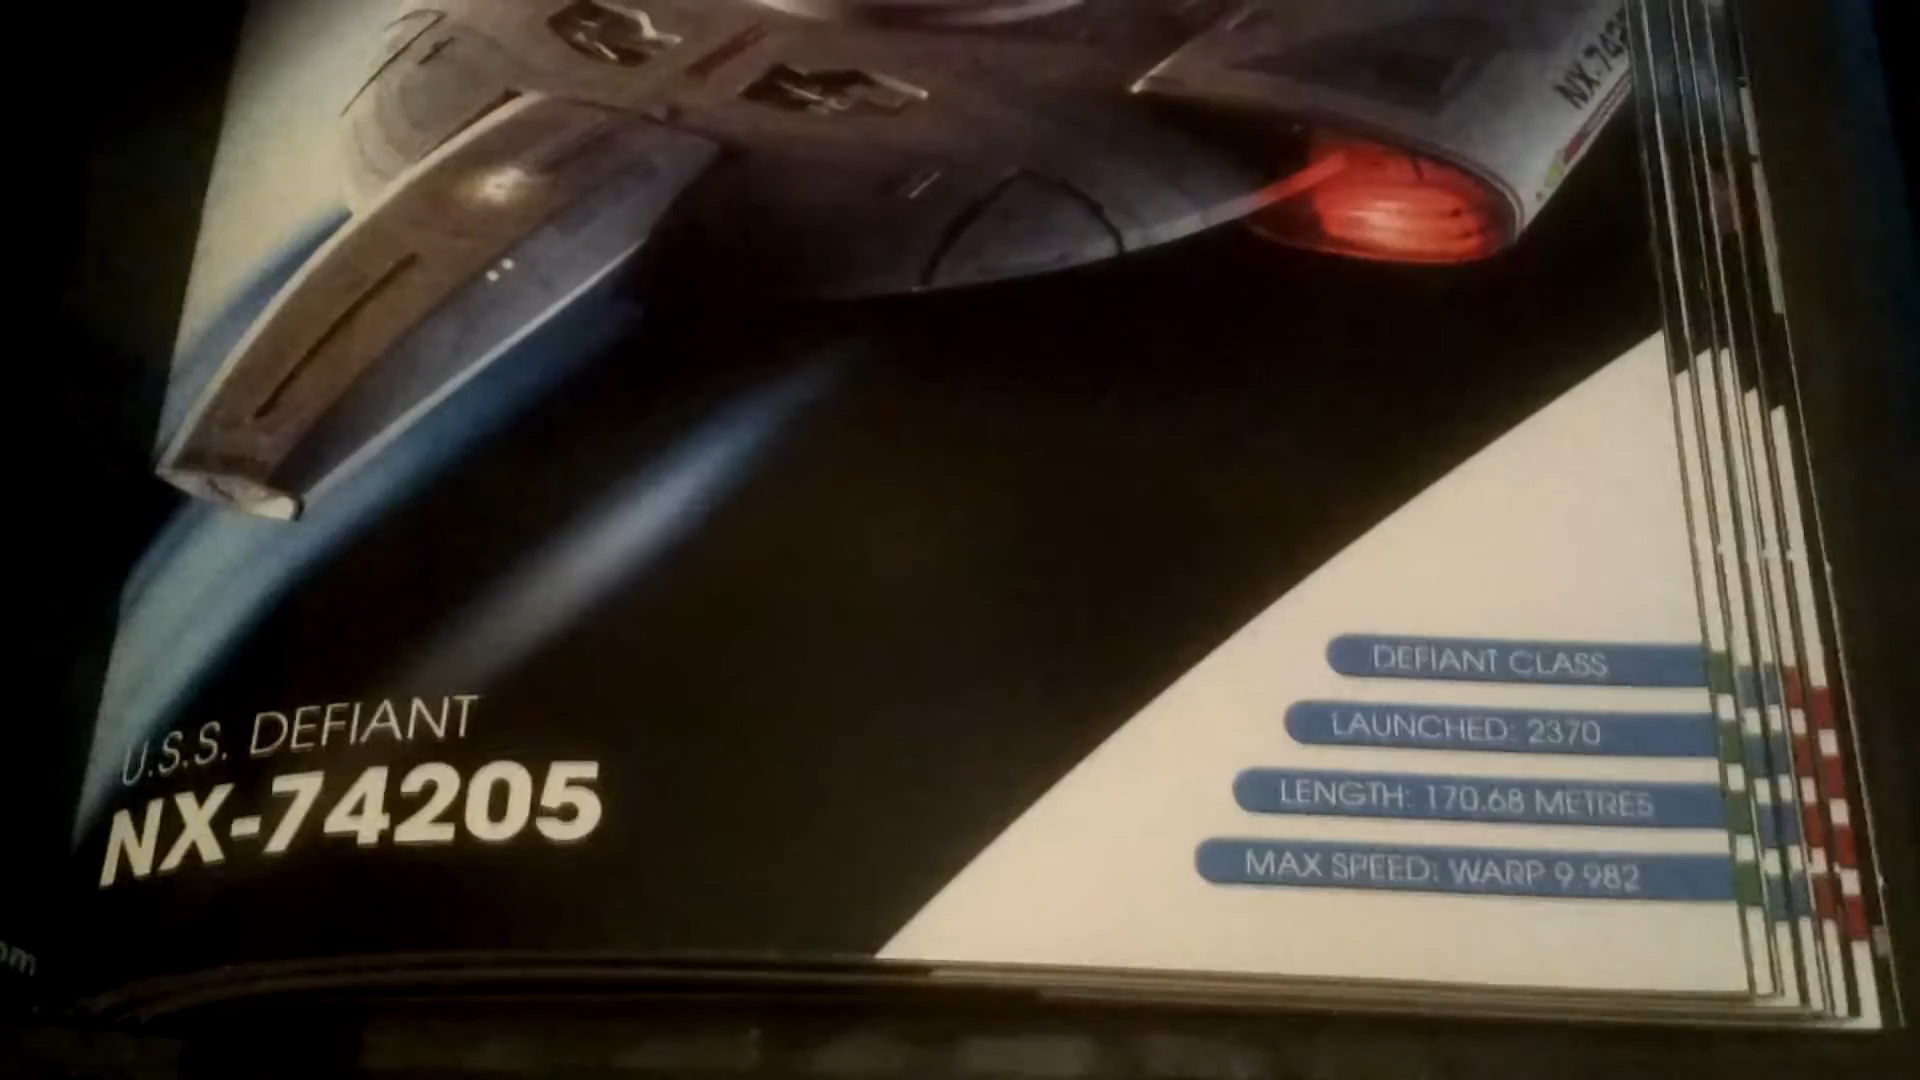 U.S.S. DEFIANT
NX-74205
DEFIANT CLASS
LAUNCHED: 2370
LENGTH: 170.68 METRES
MAX SPEED: WARP 9.982